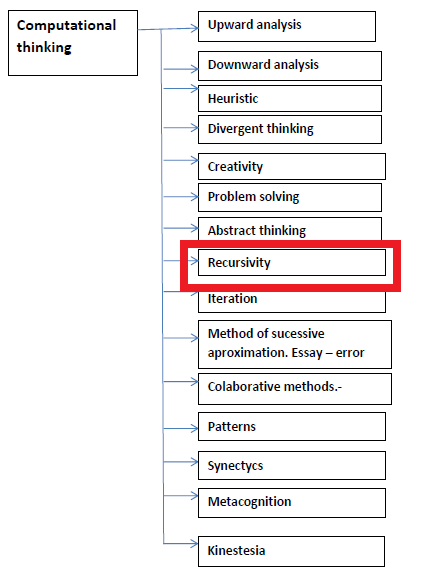 Computational
thinking
Upward analysis
Downward analysis
Heuristic
Divergent thinking
Creativity
Problem solving
Abstract thinking
Recursivity
Iteration
Method of sucessive
aproximation. Essay – error
Colaborative methods.-
Patterns
Synectycs
Metacognition
Kinestesia